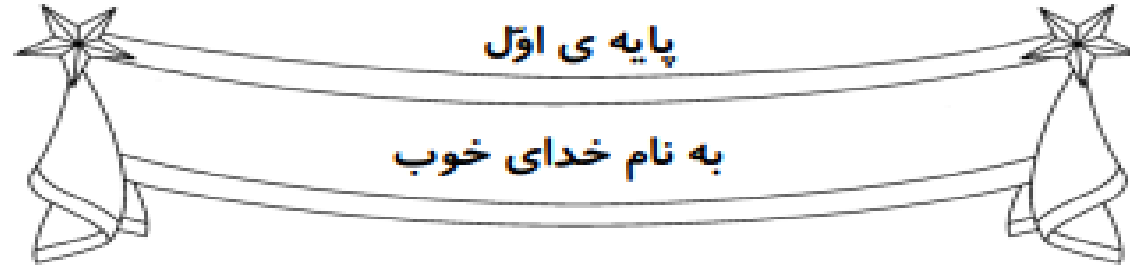 پایه ی اوّل
به نام خدای خوب